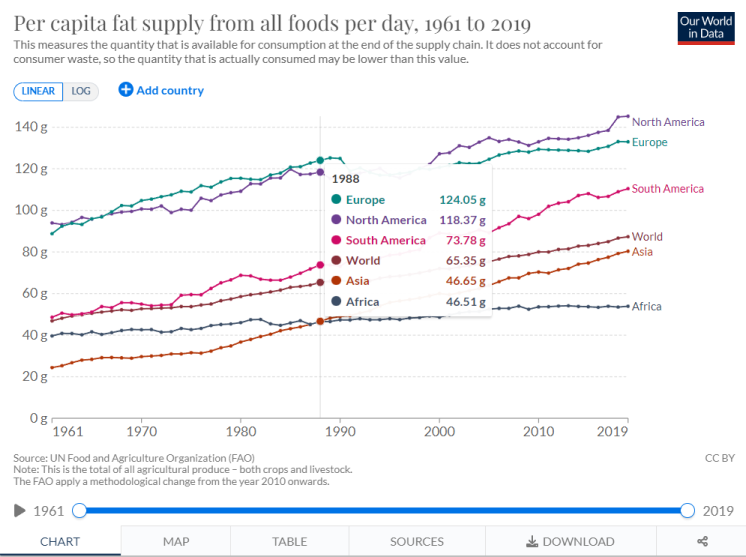 Per capita fat supply from all foods per day, 1961 to 2019
Our World
in Data
This measures the quantity that is available for consumption at the end of the supply chain. It does not account for
consumer waste, so the quantity that is actually consumed may be lower than this value.
LINEAR LOG Add country
140 g
120 g
100 g
80 g
60 g
40 g
20 g
0 g
North America
Europe
South America
World
Asia
Africa
1988
Europe 124.05 g
North America 118.37 g
South America 73.78 g
World 65.35 g
Asia 46.65 g
Africa 46.51 g
1961 1970 1980 1990 2000 2010 2019
Source: UN Food and Agriculture Organization (FAO) CC BY
Note: This is the total of all agricultural produce – both crops and livestock.
The FAO apply a methodological change from the year 2010 onwards.
1961 2019
CHART MAP TABLE SOURCES DOWNLOAD